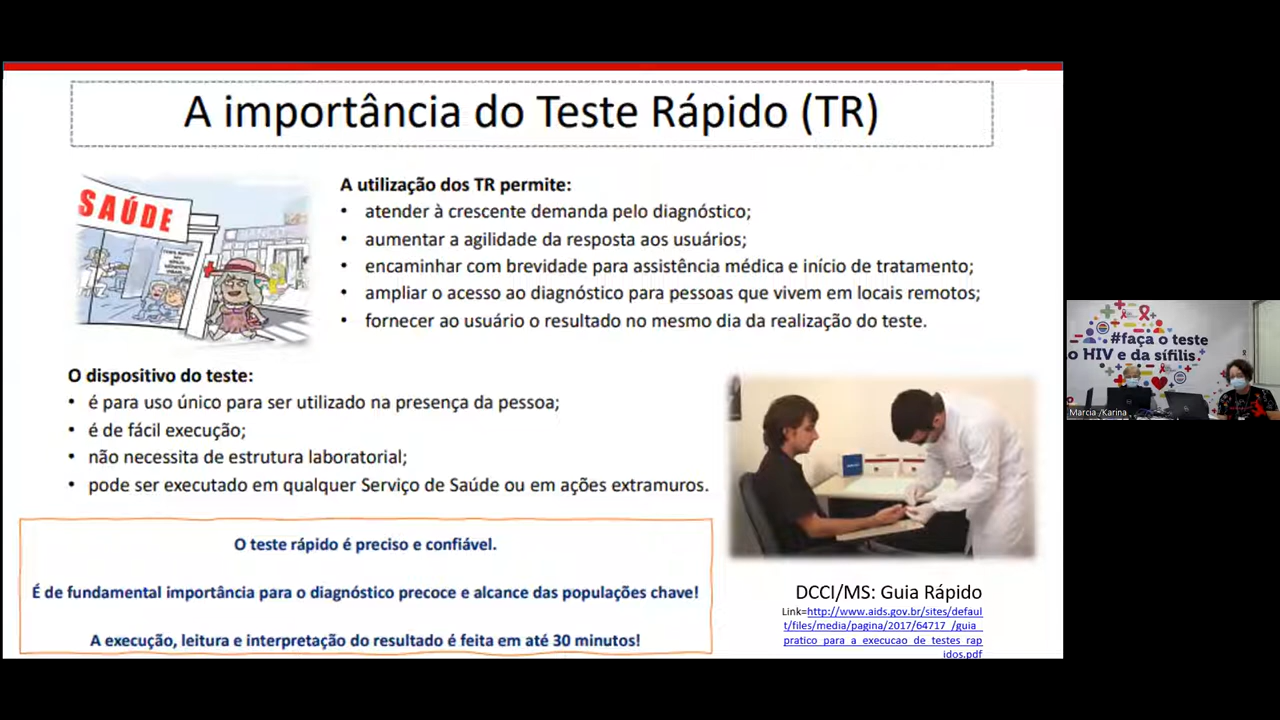 A importância do Teste Rápido (TR)
SAÚDE
A utilização dos TR permite:
• atender à crescente demanda pelo diagnóstico;
• aumentar a agilidade da resposta aos usuários;
• encaminhar com brevidade para assistência médica e início de tratamento;
• ampliar o acesso ao diagnóstico para pessoas que vivem em locais remotos;
• fornecer ao usuário o resultado no mesmo dia da realização do teste.
O dispositivo do teste:
• é para uso único para ser utilizado na presença da pessoa;
• é de fácil execução;
• não necessita de estrutura laboratorial;
• pode ser executado em qualquer Serviço de Saúde ou em ações extramuros.
O teste rápido é preciso e confiável.
É de fundamental importância para o diagnóstico precoce e alcance das populações chave!
A execução, leitura e interpretação do resultado é feita em até 30 minutos!
DCCI/MS: Guia Rápido
Link=http://www.aids.gov.br/sites/defaul
t/files/media/pagina/2017/64717_/guia_
pratico_para_a_execucao_de_testes_rap
idos.pdf
#faça o teste
o HIV e da sífilis
Marcia /Karina